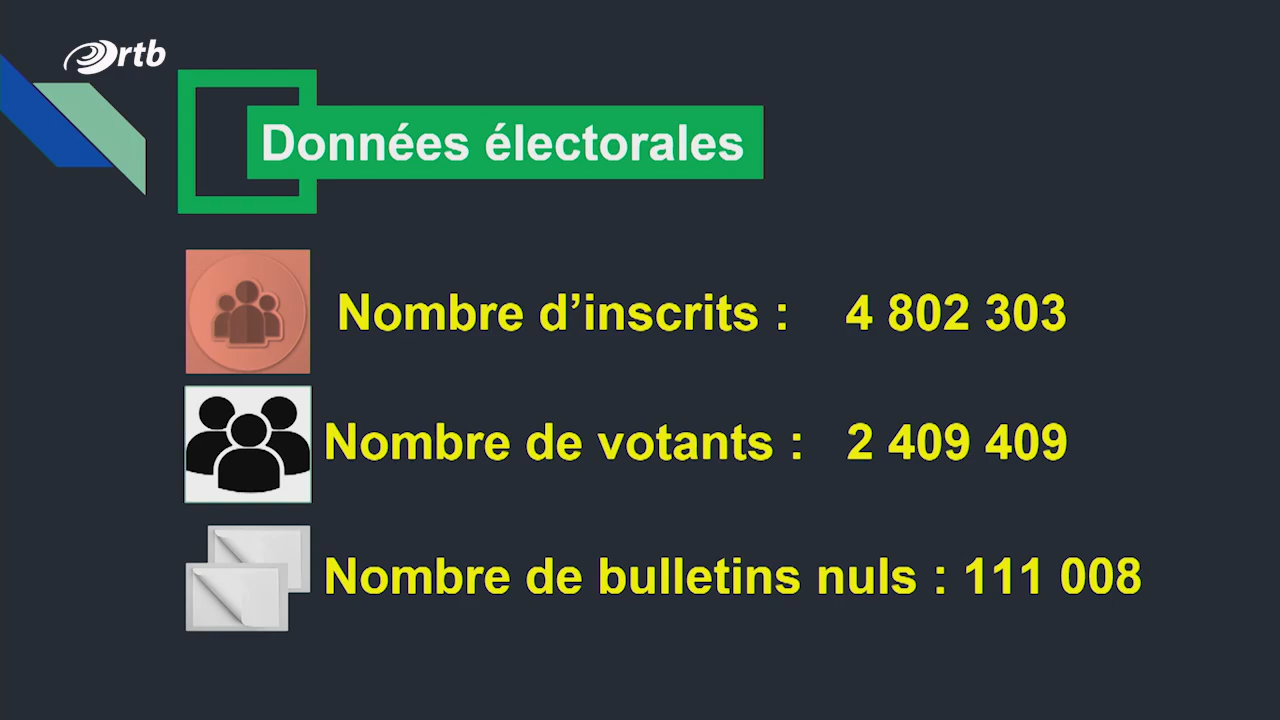 rtb
Données électorales
Nombre d’inscrits : 4 802 303
Nombre de votants : 2 409 409
Nombre de bulletins nuls : 111 008